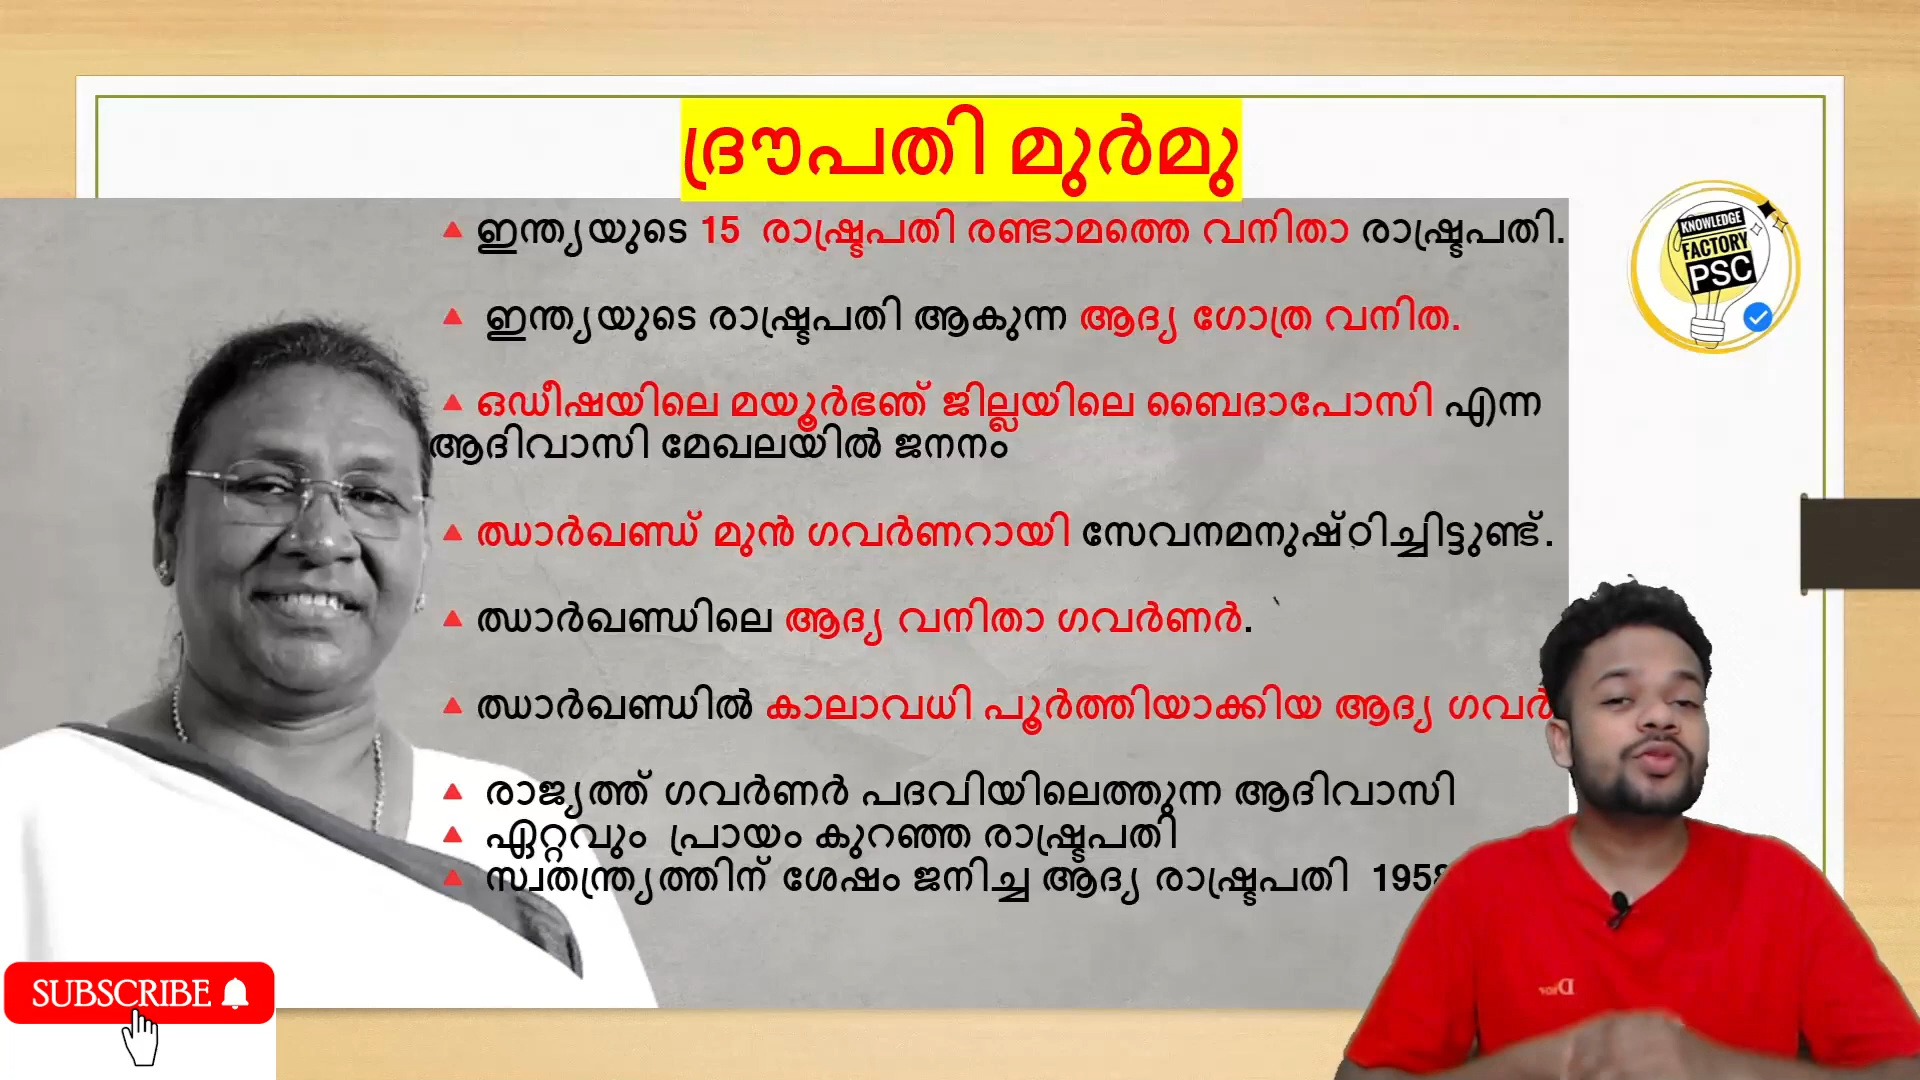 ദ്രൗപതി മുർമു
🔺ഇന്ത്യയുടെ 15 രാഷ്ട്രപതി രണ്ടാമത്തെ വനിതാ രാഷ്ട്രപതി.
🔺 ഇന്ത്യയുടെ രാഷ്ട്രപതി ആകുന്ന ആദ്യ ഗോത്ര വനിത.
🔺ഒഡീഷയിലെ മയൂർഭഞ് ജില്ലയിലെ ബൈദാപോസി എന്ന
ആദിവാസി മേഖലയിൽ ജനനം
🔺ഝാർഖണ്ഡ് മുൻ ഗവർണറായി സേവനമനുഷ്ഠിച്ചിട്ടുണ്ട്.
🔺ഝാർഖണ്ഡിലെ ആദ്യ വനിതാ ഗവർണർ.
🔺ഝാർഖണ്ഡിൽ കാലാവധി പൂർത്തിയാക്കിയ ആദ്യ
🔺 രാജ്യത്ത് ഗവർണർ പദവിയിലെത്തുന്ന ആദിവാസി
🔺 ഏറ്റവും പ്രായം കുറഞ്ഞ രാഷ്ട്രപതി
🔺 സ്വതന്ത്ര്യത്തിന് ശേഷം ജനിച്ച ആദ്യ രാഷ്ട്രപതി
KNOWLEDGE
FACTORY
PSC
Dior
SUBSCRIBE